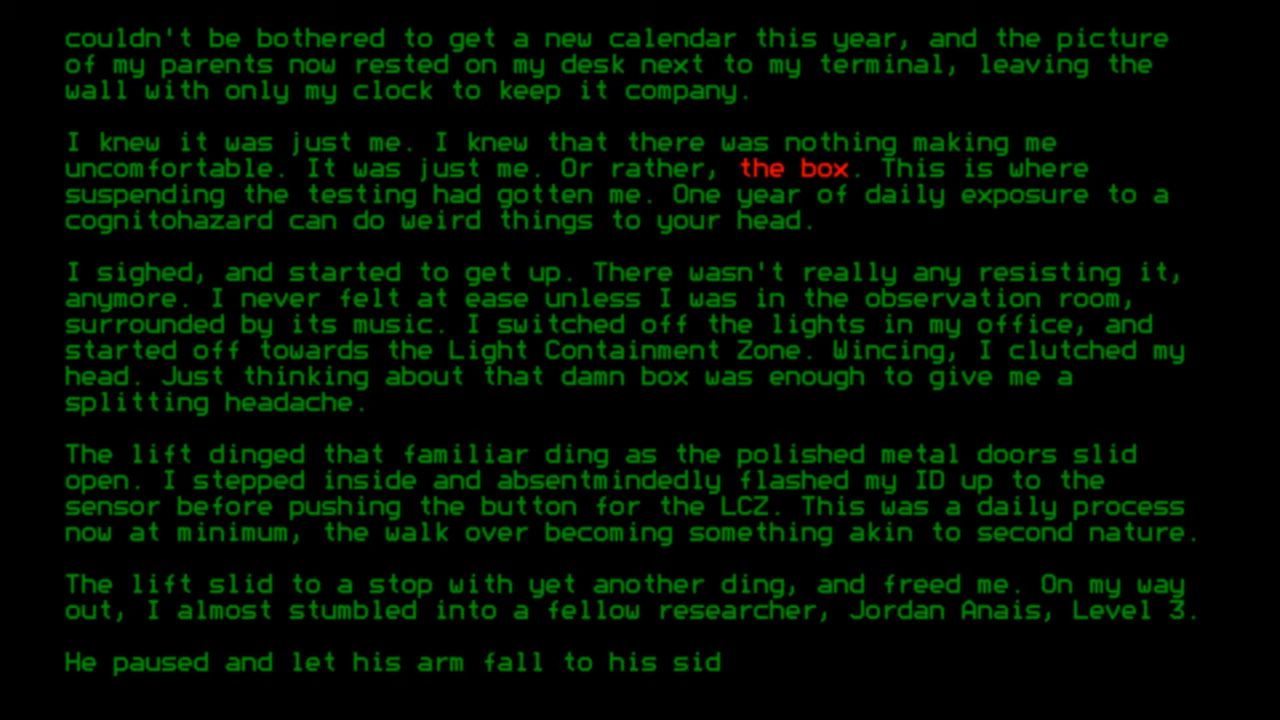 couldn't be bothered to get a new calendar this year, and the picture
of my parents now rested on my desk next to my terminal, leaving the
wall with only my clock to keep it company.
I knew it was just me. I knew that there was nothing making me
uncomfortable. It was just me. Or rather, the box. This is where
suspending the testing had gotten me. One year of daily exposure to a
cognitohazard can do weird things to your head.
I sighed, and started to get up. There wasn't really any resisting it,
anymore. I never felt at ease unless I was in the observation room,
surrounded by its music. I switched off the lights in my office, and
started off towards the Light Containment Zone. Wincing, I clutched my
head. Just thinking about that damn box was enough to give me a
splitting headache.
The lift dinged that familiar ding as the polished metal doors slid
open. I stepped inside and absentmindedly flashed my ID up to the
sensor before pushing the button for the LCZ. This was a daily process
now at minimum, the walk over becoming something akin to second nature.
The lift slid to a stop with yet another ding, and freed me. On my way
out, I almost stumbled into a fellow researcher, Jordan Anais, Level 3.
He paused and let his arm fall to his sid